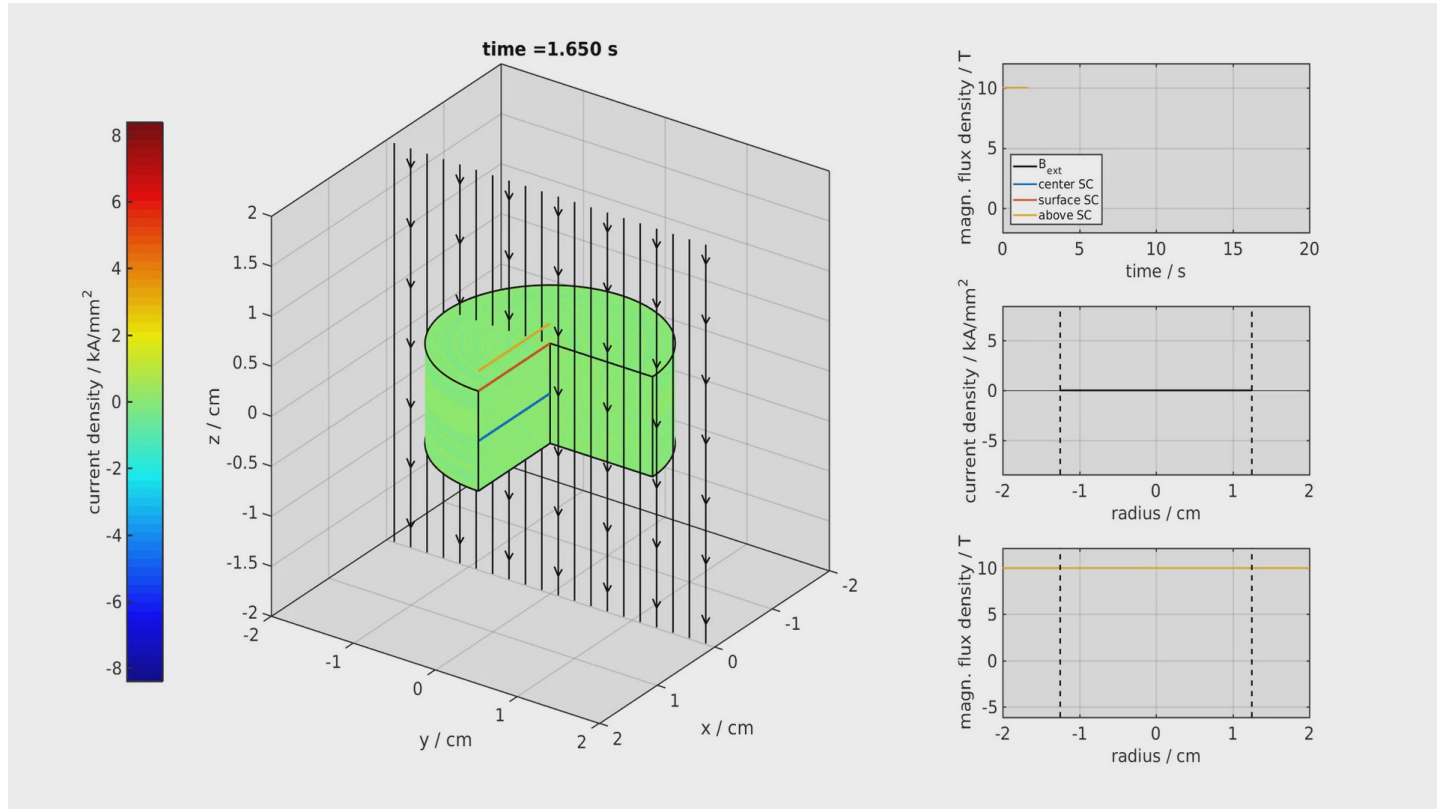 time =1.650 s
8
6
4
2
0
-2
-4
-6
-8
current density / kA/mm²
2
1.5
1
0.5
0
-0.5
-1
-1.5
-2
z / cm
-2
-1
0
1
2
y / cm
2
1
0
-1
-2
x / cm
magn. flux density / T
10
5
0
B_ext
center SC
surface SC
above SC
0 5 10 15 20
time / s
current density / kA/mm²
5
0
-5
-2 -1 0 1 2
radius / cm
magn. flux density / T
10
5
0
-5
-2 -1 0 1 2
radius / cm